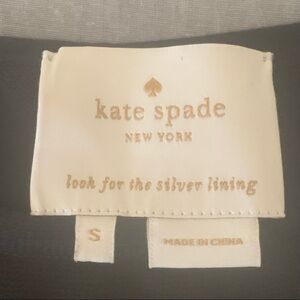 kate spade
NEW YORK
look for the silver lining
S
MADE IN CHINA